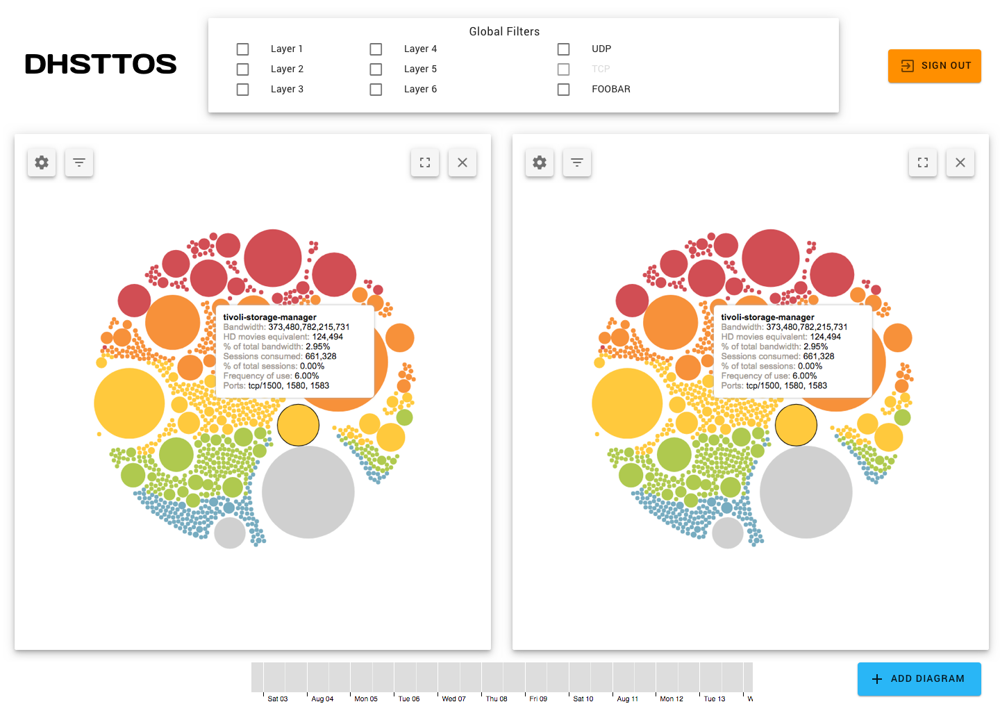 DHSTTOS
Global Filters
Layer 1
Layer 4
UDP
Layer 2
Layer 5
TCP
Layer 3
Layer 6
FOOBAR
SIGN OUT
tivoli-storage-manager
Bandwidth: 373,480,782,215,731
HD movies equivalent: 124,494
% of total bandwidth: 2.95%
Sessions consumed: 661,328
% of total sessions: 0.00%
Frequency of use: 6.00%
Ports: tcp/1500, 1580, 1583
tivoli-storage-manager
Bandwidth: 373,480,782,215,731
HD movies equivalent: 124,494
% of total bandwidth: 2.95%
Sessions consumed: 661,328
% of total sessions: 0.00%
Frequency of use: 6.00%
Ports: tcp/1500, 1580, 1583
Sat 03 Aug 04 Mon 05 Tue 06 Wed 07 Thu 08 Fri 09 Sat 10 Aug 11 Mon 12 Tue 13
ADD DIAGRAM